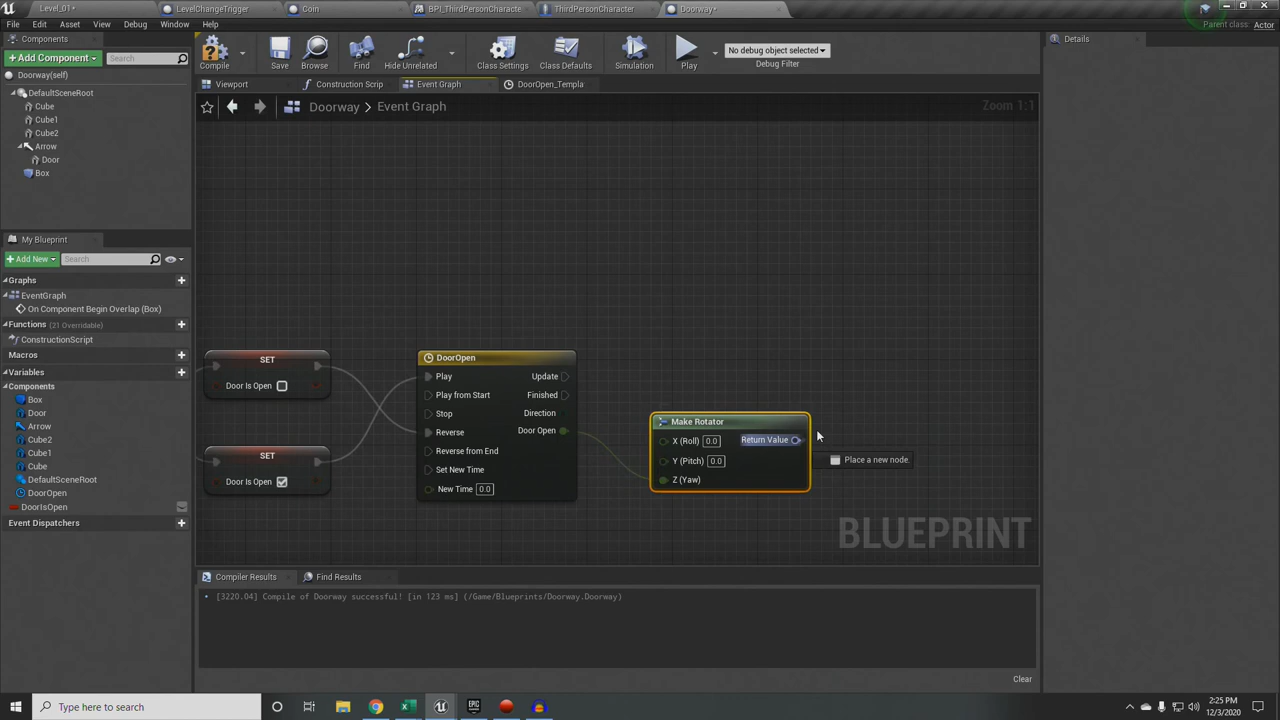 Level_01*
LevelChangeTrigger
Coin
BPI_ThirdPersonCharacte
ThirdPersonCharacter
Doorway*
File Edit Asset View Debug Window Help
Parent class: Actor
Components
+Add Component
Search
Doorway(self)
DefaultSceneRoot
Cube
Cube1
Cube2
Arrow
Door
Box
Compile
Save
Browse
Find
Hide Unrelated
Class Settings
Class Defaults
Simulation
Play
No debug object selected
Debug Filter
Details
Viewport
Construction Scrip
Event Graph
DoorOpen_Templa
Doorway > Event Graph
Zoom 1:1
My Blueprint
+Add New
Search
Graphs
EventGraph
On Component Begin Overlap (Box)
Functions (21 Overridable)
ConstructionScript
Macros
Variables
Components
Box
Door
Arrow
Cube2
Cube1
Cube
DefaultSceneRoot
DoorOpen
DoorIsOpen
Event Dispatchers
SET
Door Is Open
SET
Door Is Open
DoorOpen
Play
Update
Play from Start
Finished
Stop
Direction
Reverse
Door Open
Reverse from End
Set New Time
New Time 0.0
Make Rotator
X (Roll) 0.0
Return Value
Y (Pitch) 0.0
Z (Yaw)
Place a new node.
BLUEPRINT
Compiler Results
Find Results
[3220.04] Compile of Doorway successful! [in 123 ms] (/Game/Blueprints/Doorway.Doorway)
Clear
Type here to search
EPIC
2:25 PM
12/3/2020